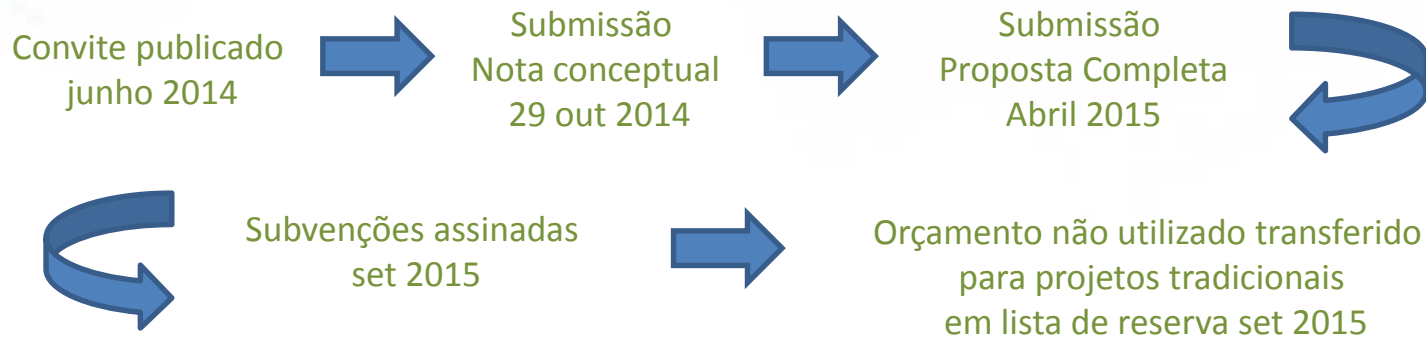 Convite publicado
junho 2014
Submissão
Nota conceptual
29 out 2014
Submissão
Proposta Completa
Abril 2015
Subvenções assinadas
set 2015
Orçamento não utilizado transferido
para projetos tradicionais
em lista de reserva set 2015